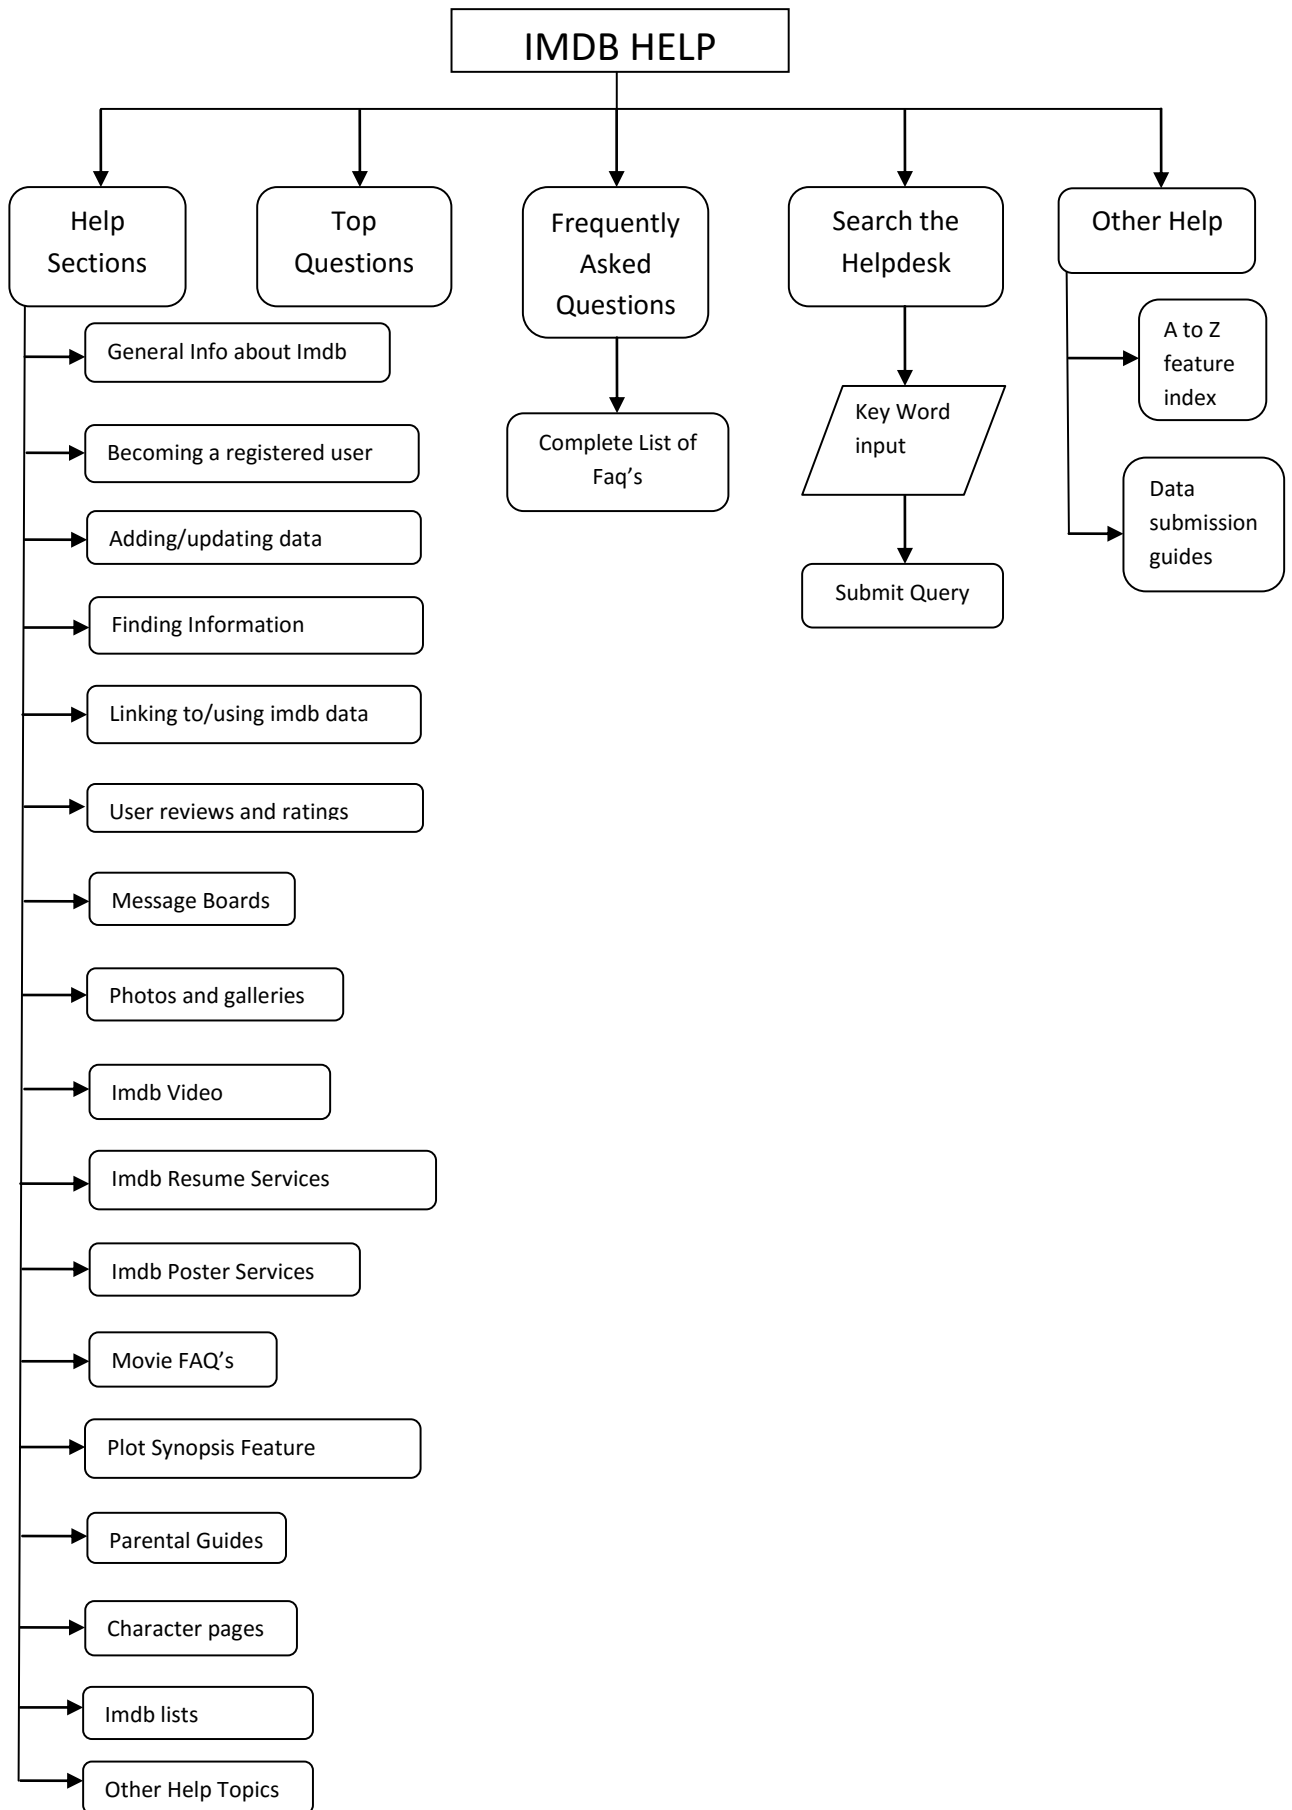 IMDB HELP
Help
Sections
Top
Questions
Frequently
Asked
Questions
Search the
Helpdesk
Other Help
General Info about Imdb
Becoming a registered user
Adding/updating data
Finding Information
Linking to/using imdb data
User reviews and ratings
Message Boards
Photos and galleries
Imdb Video
Imdb Resume Services
Imdb Poster Services
Movie FAQ’s
Plot Synopsis Feature
Parental Guides
Character pages
Imdb lists
Other Help Topics
Complete List of
Faq’s
Key Word
input
Submit Query
A to Z
feature
index
Data
submission
guides